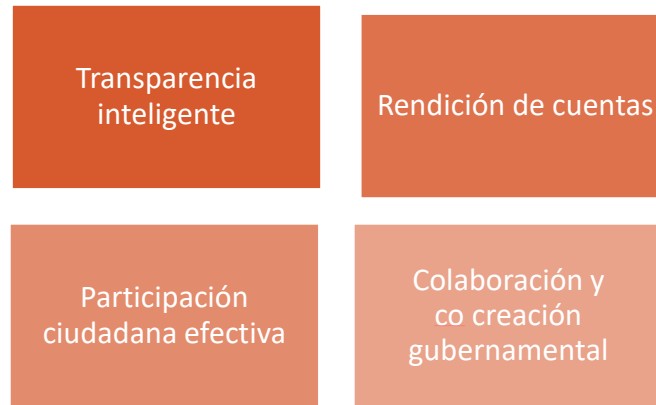 Transparencia
inteligente
Rendición de cuentas
Participación
ciudadana efectiva
Colaboración y
co creación
gubernamental